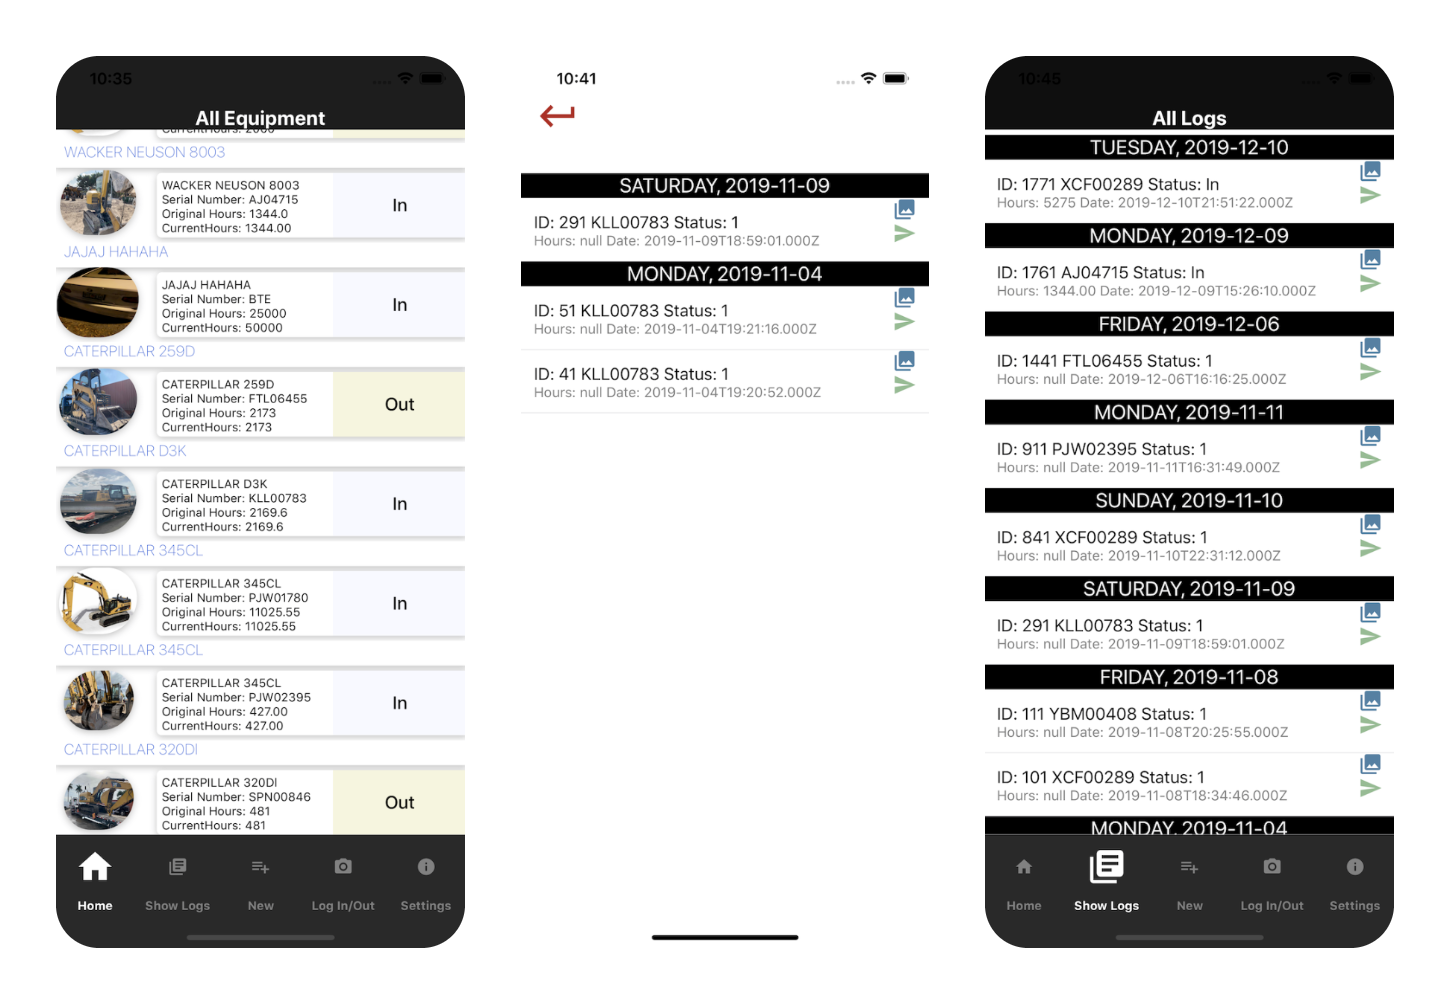 10:35
All Equipment
CurrentHours: 2000
WACKER NEUSON 8003
WACKER NEUSON 8003
Serial Number: AJ04715
Original Hours: 1344.0
CurrentHours: 1344.00
In
JAJAJ HAHAHA
JAJAJ HAHAHA
Serial Number: BTE
Original Hours: 25000
CurrentHours: 50000
In
CATERPILLAR 259D
CATERPILLAR 259D
Serial Number: FTL06455
Original Hours: 2173
CurrentHours: 2173
Out
CATERPILLAR D3K
CATERPILLAR D3K
Serial Number: KLL00783
Original Hours: 2169.6
CurrentHours: 2169.6
In
CATERPILLAR 345CL
CATERPILLAR 345CL
Serial Number: PJW01780
Original Hours: 11025.55
CurrentHours: 11025.55
In
CATERPILLAR 345CL
CATERPILLAR 345CL
Serial Number: PJW02395
Original Hours: 427.00
CurrentHours: 427.00
In
CATERPILLAR 320DI
CATERPILLAR 320DI
Serial Number: SPN00846
Original Hours: 481
CurrentHours: 481
Out
Home Show Logs New Log In/Out Settings
10:41
SATURDAY, 2019-11-09
ID: 291 KLL00783 Status: 1
Hours: null Date: 2019-11-09T18:59:01.000Z
MONDAY, 2019-11-04
ID: 51 KLL00783 Status: 1
Hours: null Date: 2019-11-04T19:21:16.000Z
ID: 41 KLL00783 Status: 1
Hours: null Date: 2019-11-04T19:20:52.000Z
10:45
All Logs
TUESDAY, 2019-12-10
ID: 1771 XCF00289 Status: In
Hours: 5275 Date: 2019-12-10T21:51:22.000Z
MONDAY, 2019-12-09
ID: 1761 AJ04715 Status: In
Hours: 1344.00 Date: 2019-12-09T15:26:10.000Z
FRIDAY, 2019-12-06
ID: 1441 FTL06455 Status: 1
Hours: null Date: 2019-12-06T16:16:25.000Z
MONDAY, 2019-11-11
ID: 911 PJW02395 Status: 1
Hours: null Date: 2019-11-11T16:31:49.000Z
SUNDAY, 2019-11-10
ID: 841 XCF00289 Status: 1
Hours: null Date: 2019-11-10T22:31:12.000Z
SATURDAY, 2019-11-09
ID: 291 KLL00783 Status: 1
Hours: null Date: 2019-11-09T18:59:01.000Z
FRIDAY, 2019-11-08
ID: 111 YBM00408 Status: 1
Hours: null Date: 2019-11-08T20:25:55.000Z
ID: 101 XCF00289 Status: 1
Hours: null Date: 2019-11-08T18:34:46.000Z
MONDAY, 2019-11-04
Home Show Logs New Log In/Out Settings